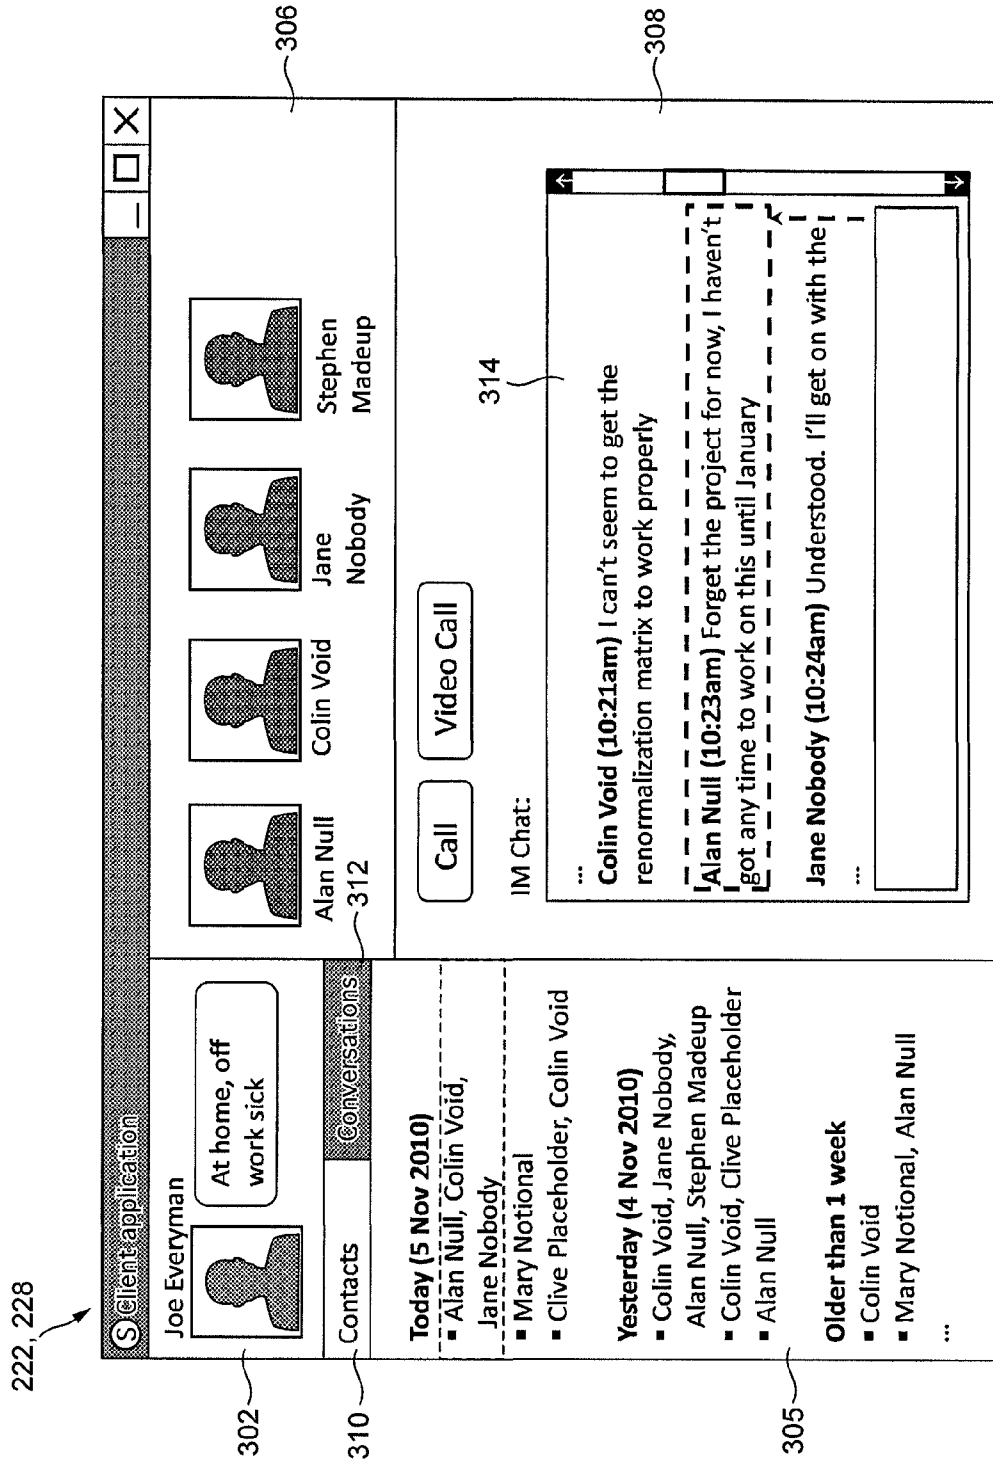 222, 228
S Client application
Joe Everyman
At home, off
work sick
302
310
Contacts
Conversations
312
Today (5 Nov 2010)
▪ Alan Null, Colin Void,
Jane Nobody
▪ Mary Notional
▪ Clive Placeholder, Colin Void
Yesterday (4 Nov 2010)
▪ Colin Void, Jane Nobody,
Alan Null, Stephen Madeup
▪ Colin Void, Clive Placeholder
▪ Alan Null
305
Older than 1 week
▪ Colin Void
▪ Mary Notional, Alan Null
...
Alan Null
Colin Void
Jane
Nobody
Stephen
Madeup
306
Call
Video Call
308
IM Chat:
314
...
Colin Void (10:21am) I can't seem to get the
renormalization matrix to work properly
Alan Null (10:23am) Forget the project for now, I haven't
got any time to work on this until January
Jane Nobody (10:24am) Understood. I'll get on with the
...